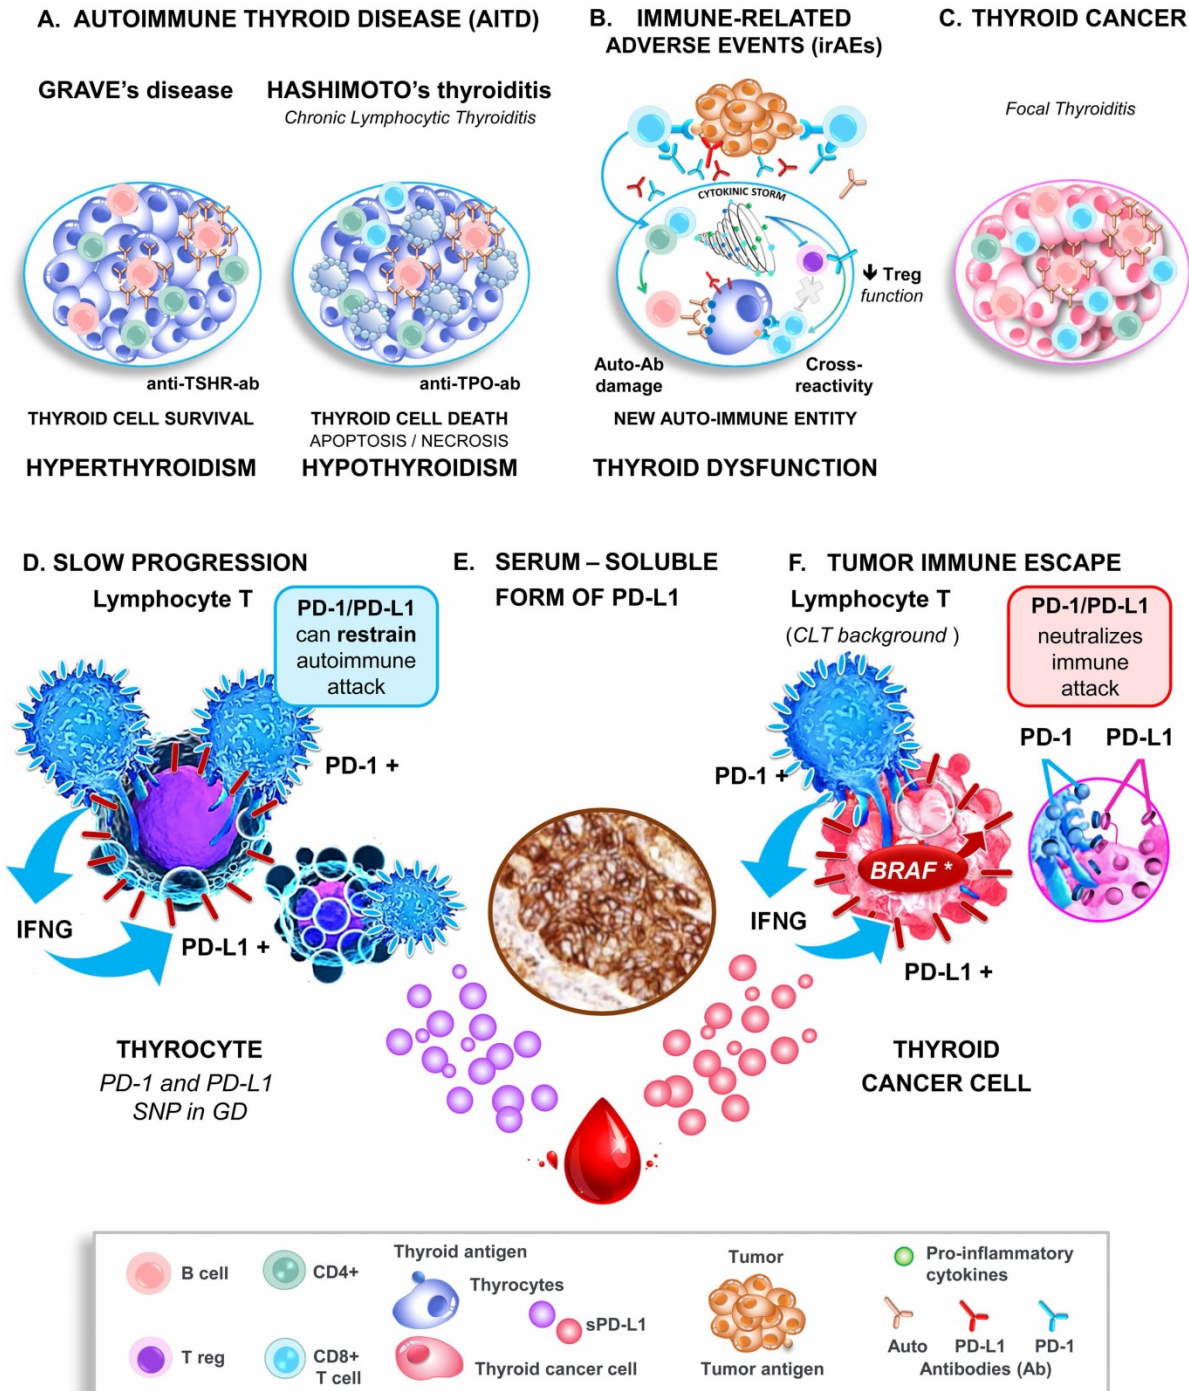 A. AUTOIMMUNE THYROID DISEASE (AITD)
GRAVE's disease
HASHIMOTO's thyroiditis
Chronic Lymphocytic Thyroiditis
anti-TSHR-ab
anti-TPO-ab
THYROID CELL SURVIVAL
THYROID CELL DEATH
APOPTOSIS / NECROSIS
HYPERTHYROIDISM
HYPOTHYROIDISM
B. IMMUNE-RELATED
ADVERSE EVENTS (irAEs)
CYTOKINIC STORM
Treg
function
Auto-Ab
damage
Cross-
reactivity
NEW AUTO-IMMUNE ENTITY
THYROID DYSFUNCTION
C. THYROID CANCER
Focal Thyroiditis
D. SLOW PROGRESSION
Lymphocyte T
PD-1/PD-L1
can restrain
autoimmune
attack
PD-1 +
IFNG
PD-L1 +
THYROCYTE
PD-1 and PD-L1
SNP in GD
E. SERUM – SOLUBLE
FORM OF PD-L1
F. TUMOR IMMUNE ESCAPE
Lymphocyte T
(CLT background )
PD-1/PD-L1
neutralizes
immune
attack
PD-1
PD-L1
PD-1 +
BRAF *
IFNG
PD-L1 +
THYROID
CANCER CELL
B cell
CD4+
T reg
CD8+
T cell
Thyroid antigen
Thyrocytes
sPD-L1
Thyroid cancer cell
Tumor
Tumor antigen
Pro-inflammatory
cytokines
Auto
PD-L1
PD-1
Antibodies (Ab)